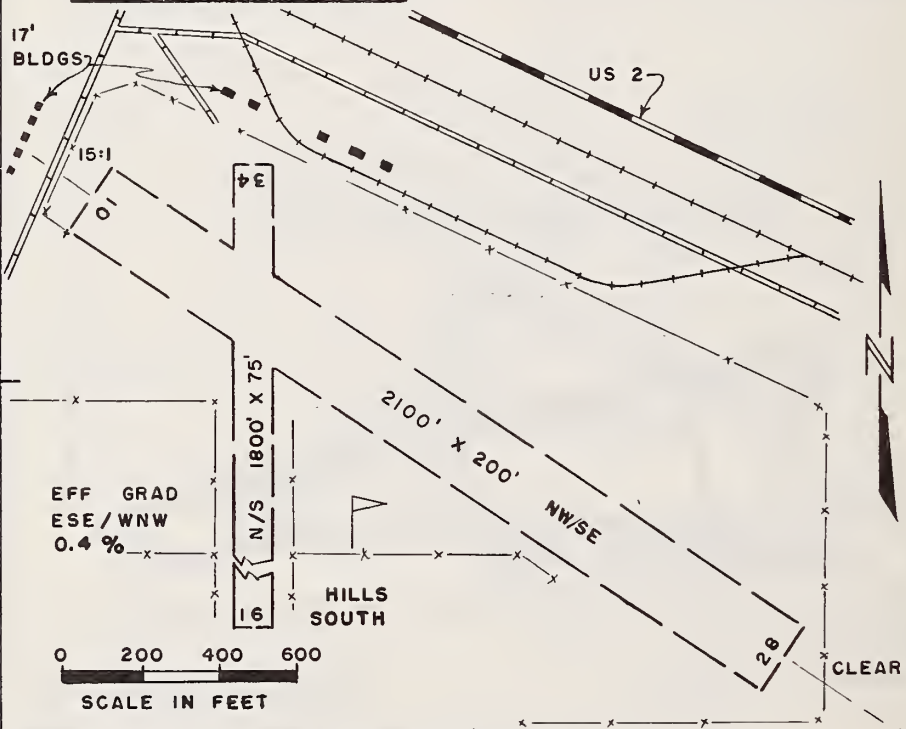 17'
BLDGS
US 2
15:1
34
10
N
2100' X 200'
NW/SE
N/S 1800' X 75'
EFF GRAD
ESE/WNW
0.4 %
HILLS
SOUTH
16
28
CLEAR
0 200 400 600
SCALE IN FEET